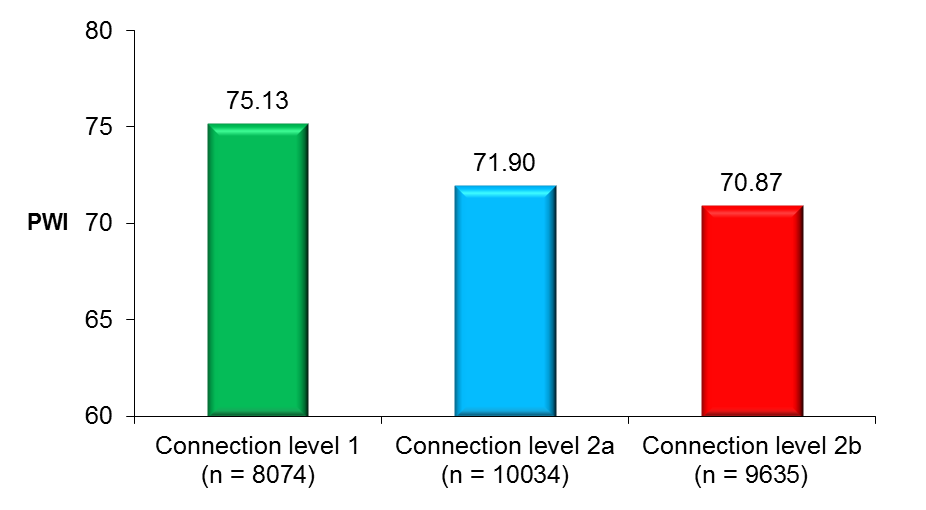 80
75.13
75
71.90
70.87
PWI
70
65
60
Connection level 1
(n = 8074)
Connection level 2a
(n = 10034)
Connection level 2b
(n = 9635)